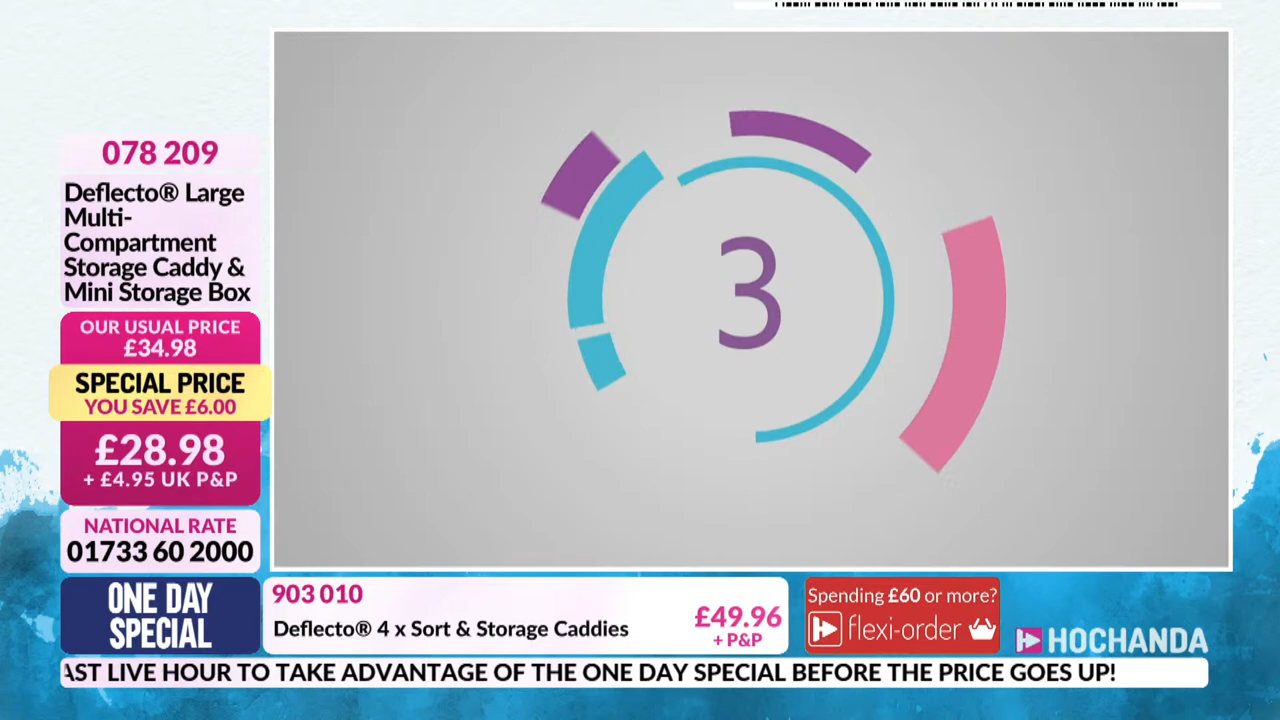 078 209
Deflecto® Large
Multi-
Compartment
Storage Caddy &
Mini Storage Box
OUR USUAL PRICE
£34.98
SPECIAL PRICE
YOU SAVE £6.00
£28.98
+ £4.95 UK P&P
NATIONAL RATE
01733 60 2000
3
ONE DAY
SPECIAL
903 010
Deflecto® 4 x Sort & Storage Caddies
£49.96
+ P&P
Spending £60 or more?
flexi-order
HOCHANDA
AST LIVE HOUR TO TAKE ADVANTAGE OF THE ONE DAY SPECIAL BEFORE THE PRICE GOES UP!